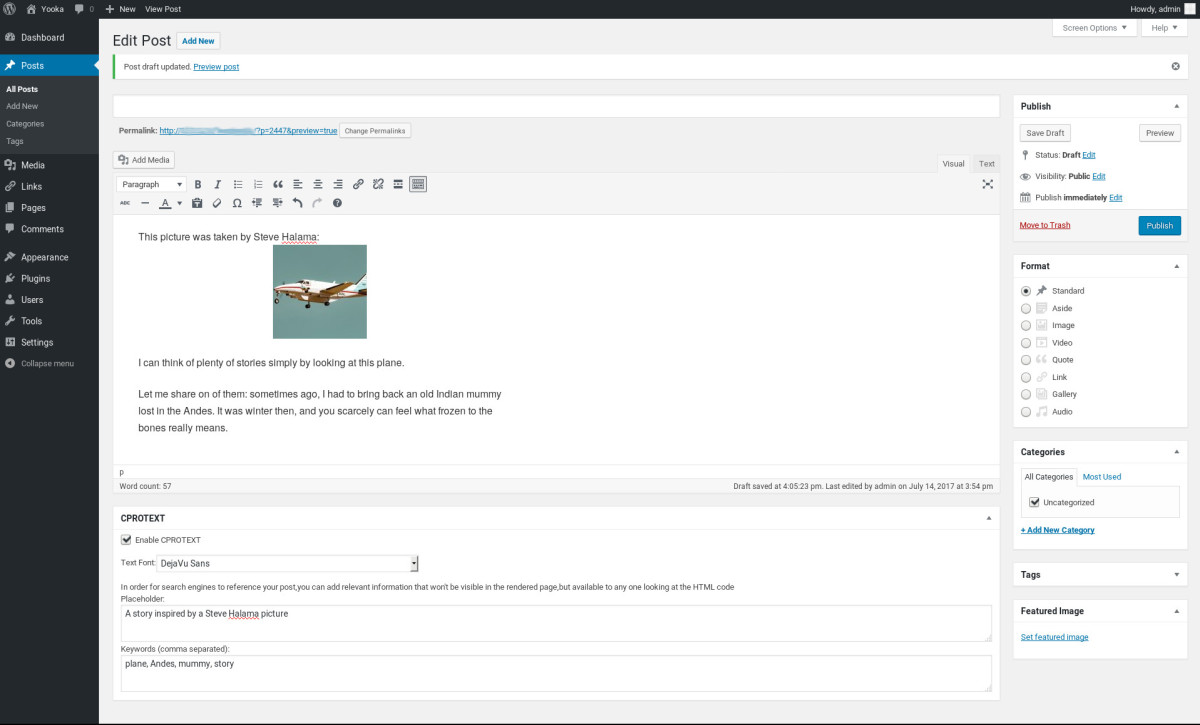 Yooka 0 New View Post Howdy, admin
Dashboard
Posts
All Posts
Add New
Categories
Tags
Media
Links
Pages
Comments
Appearance
Plugins
Users
Tools
Settings
Collapse menu
Screen Options Help
Edit Post Add New
Post draft updated. Preview post
Permalink: http:// /?p=2447&preview=true Change Permalinks
Add Media
Visual Text
Paragraph B I
ABC A
This picture was taken by Steve Halama:
I can think of plenty of stories simply by looking at this plane.
Let me share on of them: sometimes ago, I had to bring back an old Indian mummy
lost in the Andes. It was winter then, and you scarcely can feel what frozen to the
bones really means.
p
Word count: 57 Draft saved at 4:05:23 pm. Last edited by admin on July 14, 2017 at 3:54 pm
CPROTEXT
Enable CPROTEXT
Text Font: DejaVu Sans
In order for search engines to reference your post,you can add relevant information that won't be visible in the rendered page,but available to any one looking at the HTML code
Placeholder:
A story inspired by a Steve Halama picture
Keywords (comma separated):
plane, Andes, mummy, story
Publish
Save Draft Preview
Status: Draft Edit
Visibility: Public Edit
Publish immediately Edit
Move to Trash Publish
Format
Standard
Aside
Image
Video
Quote
Link
Gallery
Audio
Categories
All Categories Most Used
Uncategorized
+ Add New Category
Tags
Featured Image
Set featured image